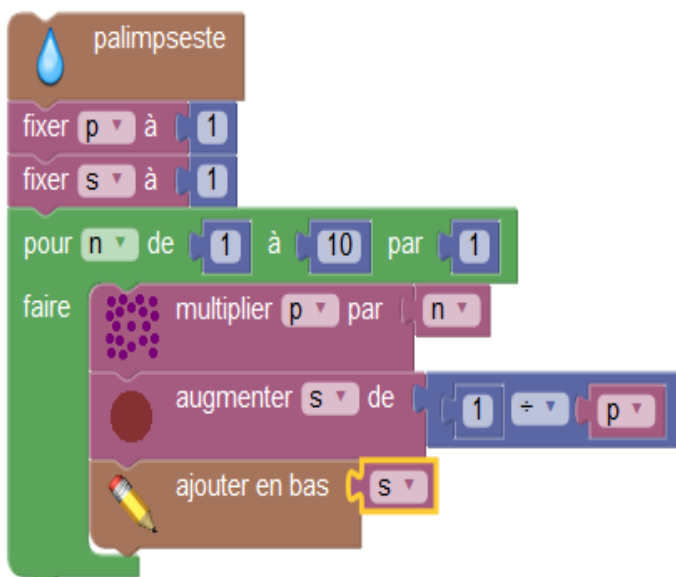 palimpseste
fixer p à 1
fixer s à 1
pour n de 1 à 10 par 1
faire multiplier p par n
augmenter s de 1 ÷ p
ajouter en bas s